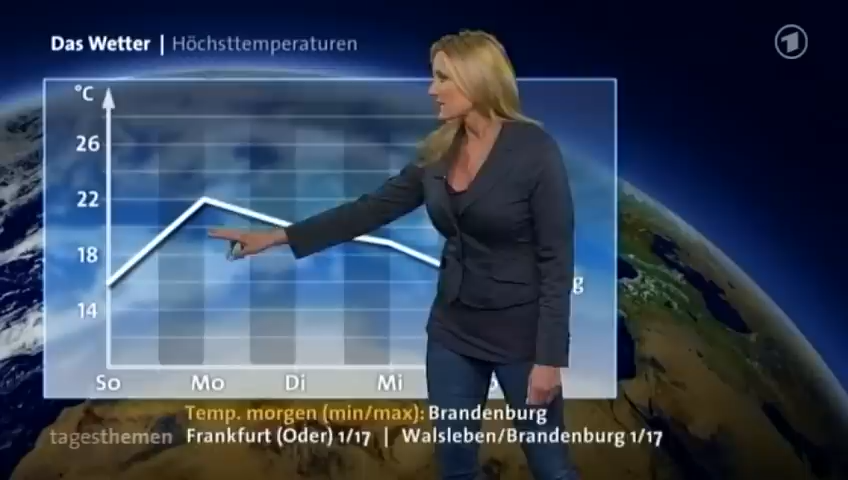 Das Wetter | Höchsttemperaturen
1
°C
26
22
18
14
So Mo Di Mi
Temp. morgen (min/max): Brandenburg
tagesthemen Frankfurt (Oder) 1/17 | Walsleben/Brandenburg 1/17